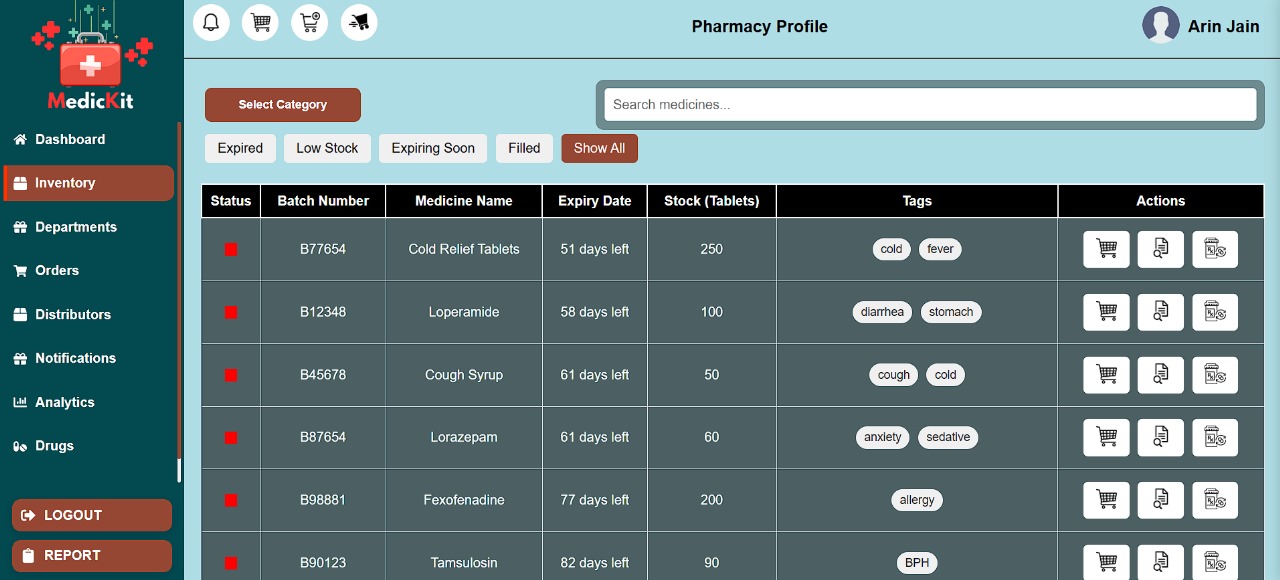 MedicKit
Dashboard
Inventory
Departments
Orders
Distributors
Notifications
Analytics
Drugs
LOGOUT
REPORT
Pharmacy Profile
Arin Jain
Select Category
Search medicines...
Expired Low Stock Expiring Soon Filled Show All
Status Batch Number Medicine Name Expiry Date Stock (Tablets) Tags Actions
B77654 Cold Relief Tablets 51 days left 250 cold fever
B12348 Loperamide 58 days left 100 diarrhea stomach
B45678 Cough Syrup 61 days left 50 cough cold
B87654 Lorazepam 61 days left 60 anxiety sedative
B98881 Fexofenadine 77 days left 200 allergy
B90123 Tamsulosin 82 days left 90 BPH